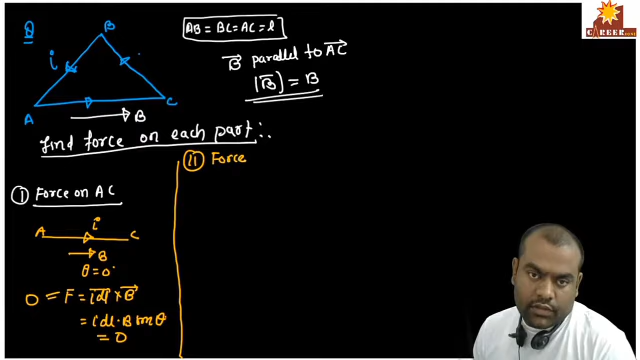 Q
B
i
A
C
B
AB = BC = AC = l
B⃗ parallel to AC⃗
|B⃗| = B
find force on each part :.
① Force on AC
i
A C
B
θ = 0°
0 = F = i dl⃗ × B⃗
= i dl · B sin θ
= 0
② Force
CAREER